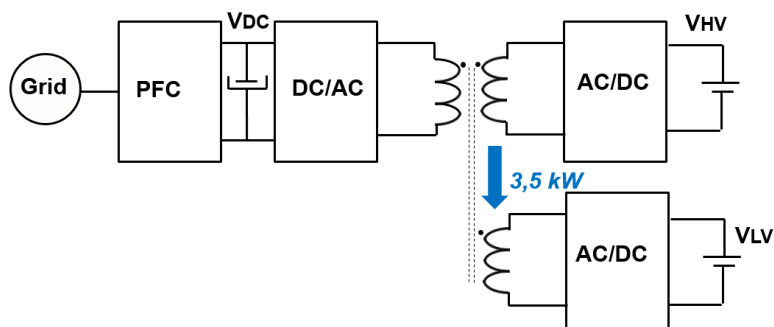 Grid
PFC
VDC
DC/AC
AC/DC
VHV
3,5 kW
AC/DC
VLV